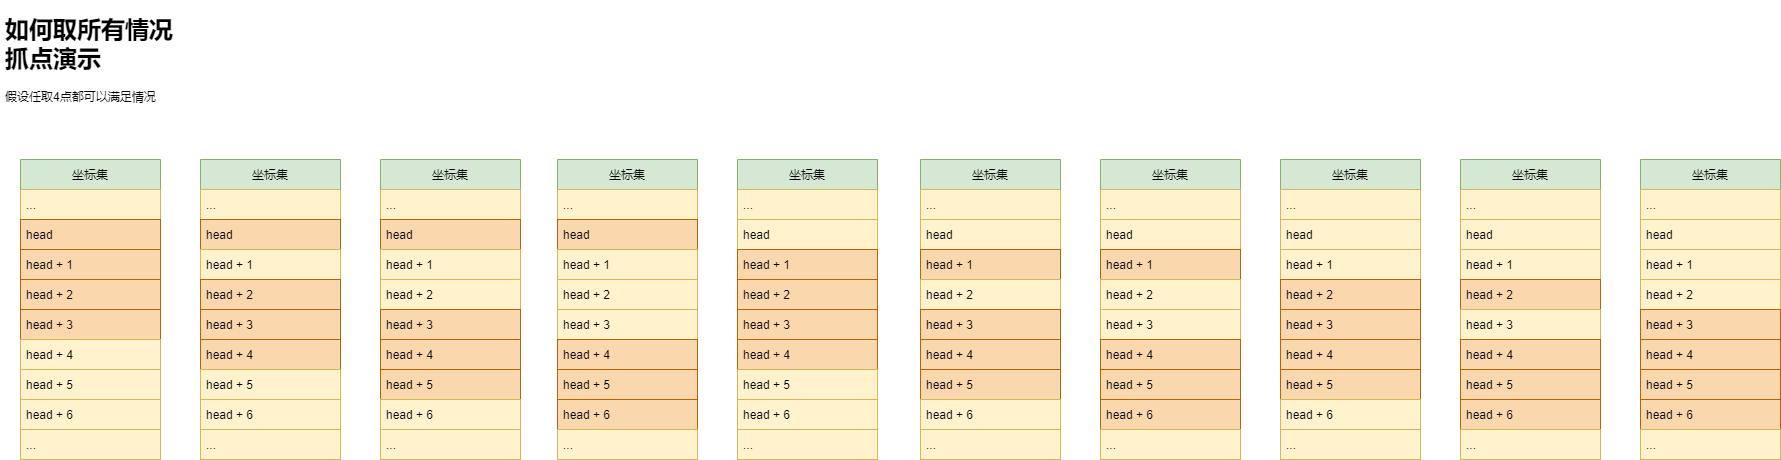 如何取所有情况
抓点演示
假设任取4点都可以满足情况
坐标集
...
head
head + 1
head + 2
head + 3
head + 4
head + 5
head + 6
...
坐标集
...
head
head + 1
head + 2
head + 3
head + 4
head + 5
head + 6
...
坐标集
...
head
head + 1
head + 2
head + 3
head + 4
head + 5
head + 6
...
坐标集
...
head
head + 1
head + 2
head + 3
head + 4
head + 5
head + 6
...
坐标集
...
head
head + 1
head + 2
head + 3
head + 4
head + 5
head + 6
...
坐标集
...
head
head + 1
head + 2
head + 3
head + 4
head + 5
head + 6
...
坐标集
...
head
head + 1
head + 2
head + 3
head + 4
head + 5
head + 6
...
坐标集
...
head
head + 1
head + 2
head + 3
head + 4
head + 5
head + 6
...
坐标集
...
head
head + 1
head + 2
head + 3
head + 4
head + 5
head + 6
...
坐标集
...
head
head + 1
head + 2
head + 3
head + 4
head + 5
head + 6
...